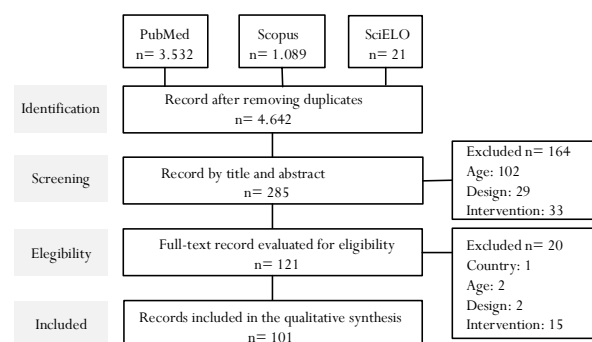 PubMed
n= 3.532
Scopus
n= 1.089
SciELO
n= 21
Identification
Record after removing duplicates
n= 4.642
Screening
Record by title and abstract
n= 285
Excluded n= 164
Age: 102
Design: 29
Intervention: 33
Elegibility
Full-text record evaluated for eligibility
n= 121
Excluded n= 20
Country: 1
Age: 2
Design: 2
Intervention: 15
Included
Records included in the qualitative synthesis
n= 101